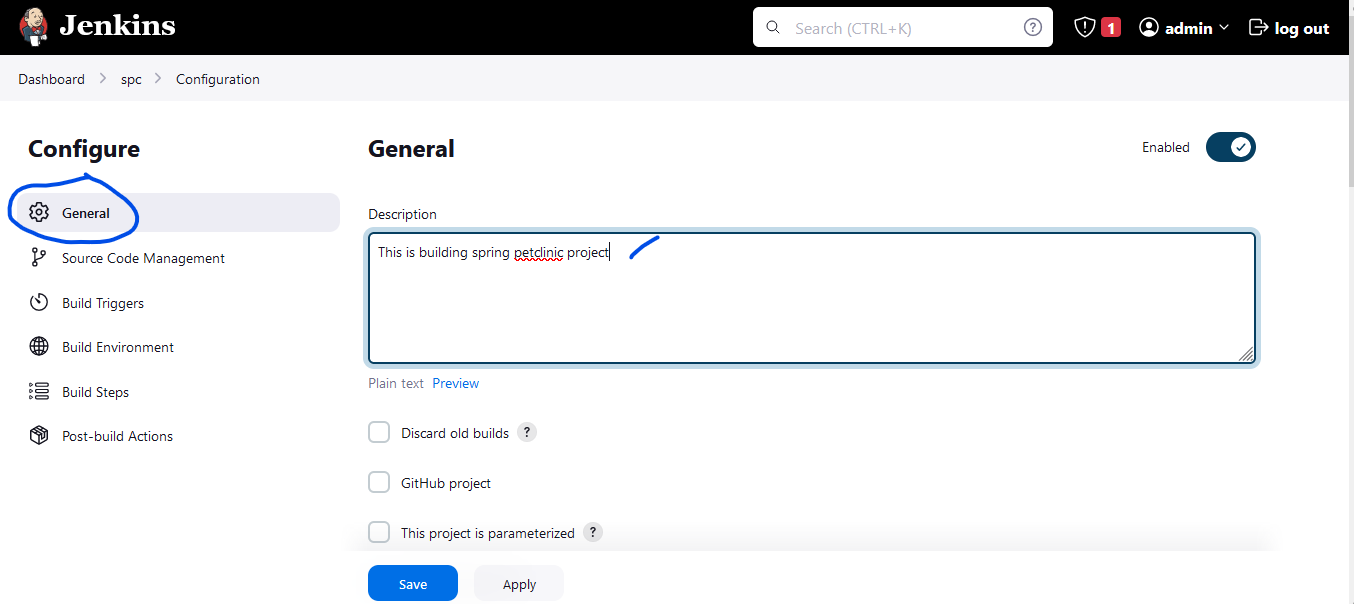 Jenkins
Search (CTRL+K)
?
1
admin
log out
Dashboard > spc > Configuration
Configure
General
Source Code Management
Build Triggers
Build Environment
Build Steps
Post-build Actions
General
Enabled
Description
This is building spring petclinic project
Plain text Preview
Discard old builds ?
GitHub project
This project is parameterized ?
Save Apply